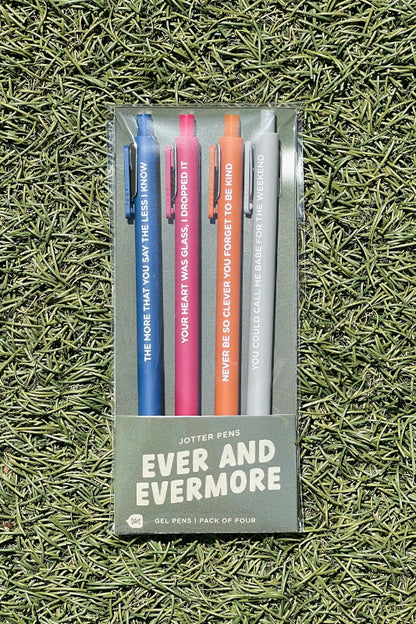 THE MORE THAT YOU SAY THE LESS I KNOW
YOUR HEART WAS GLASS, I DROPPED IT
NEVER BE SO CLEVER YOU FORGET TO BE KIND
YOU COULD CALL ME BABE FOR THE WEEKEND
JOTTER PENS
EVER AND
EVERMORE
GEL PENS | PACK OF FOUR